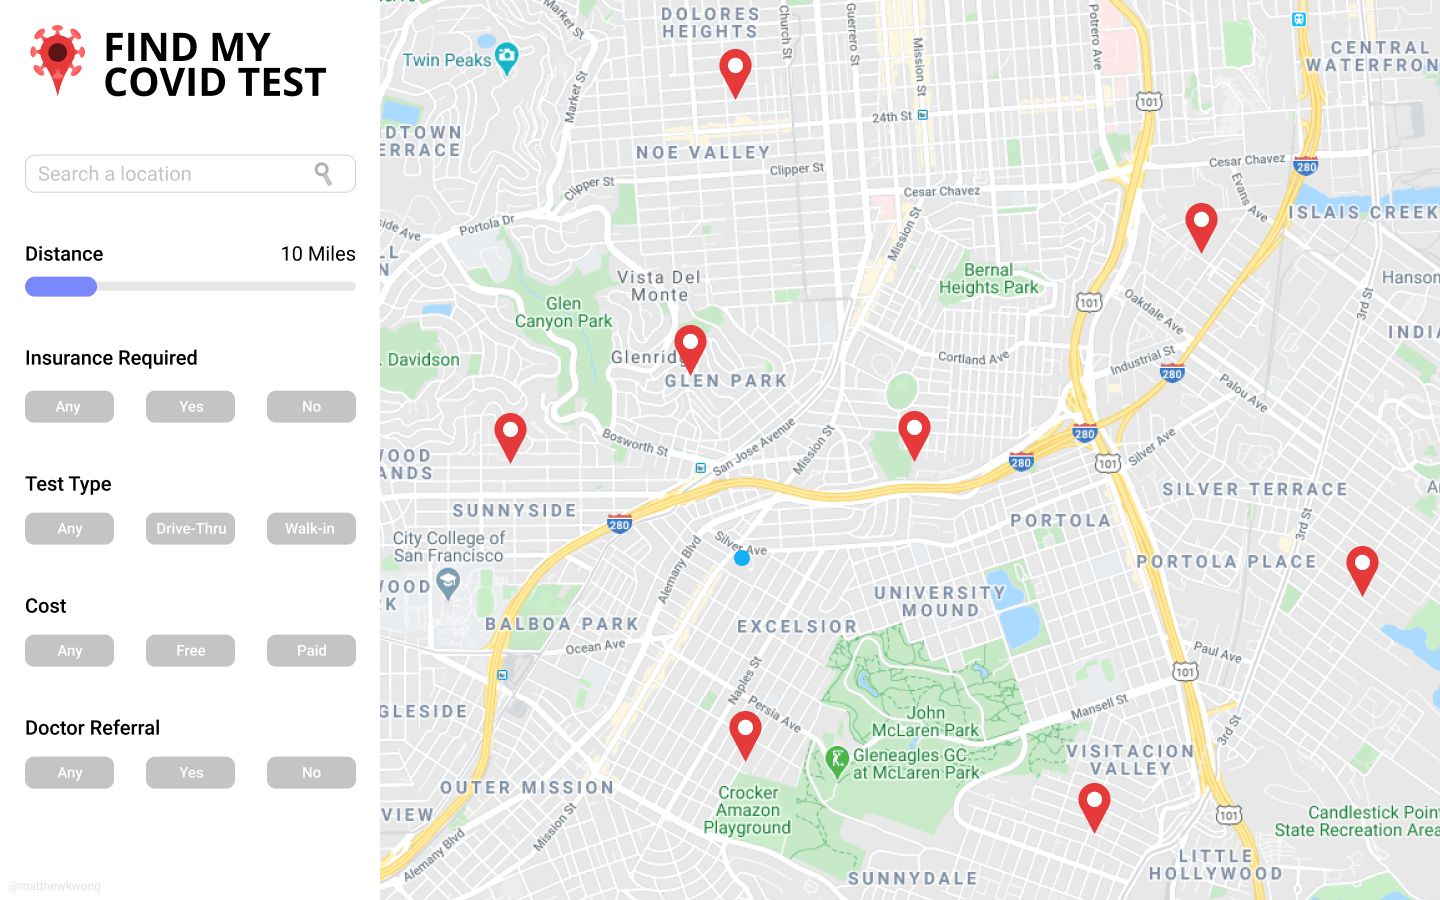 FIND MY
COVID TEST
Search a location
Distance
10 Miles
Insurance Required
Any
Yes
No
Test Type
Any
Drive-Thru
Walk-in
Cost
Any
Free
Paid
Doctor Referral
Any
Yes
No
@matthewkwong
DOLORES
HEIGHTS
Church St
Guerrero St
Mission St
Potrero Ave
CENTRAL
WATERFRON
Twin Peaks
Market St
Market St
101
24th St
DTOWN
ERRACE
NOE VALLEY
Clipper St
Clipper St
Cesar Chavez
Cesar Chavez
280
Evans Ave
ISLAIS CREEK
side Ave
Portola Dr
Mission St
LL
N
Vista Del
Monte
Bernal
Heights Park
Hanson
Glen
Canyon Park
101
Oakdale Ave
3rd St
INDIA
Davidson
Glenridg
GLEN PARK
Cortland Ave
Industrial St
280
Palou Ave
Bosworth St
San Jose Avenue
Mission St
280
280
101
Silver Ave
OOD
ANDS
SUNNYSIDE
280
SILVER TERRACE
3rd St
PORTOLA
City College of
San Francisco
Silver Ave
Alemany Blvd
PORTOLA PLACE
OOD
K
UNIVERSITY
MOUND
BALBOA PARK
EXCELSIOR
Ocean Ave
Paul Ave
101
Naples St
Persia Ave
GLESIDE
John
McLaren Park
Mansell St
3rd St
Gleneagles GC
at McLaren Park
VISITACION
VALLEY
OUTER MISSION
Crocker
Amazon
Playground
VIEW
Mission St
Alemany Blvd
101
Candlestick Point
State Recreation Area
LITTLE
HOLLYWOOD
SUNNYDALE